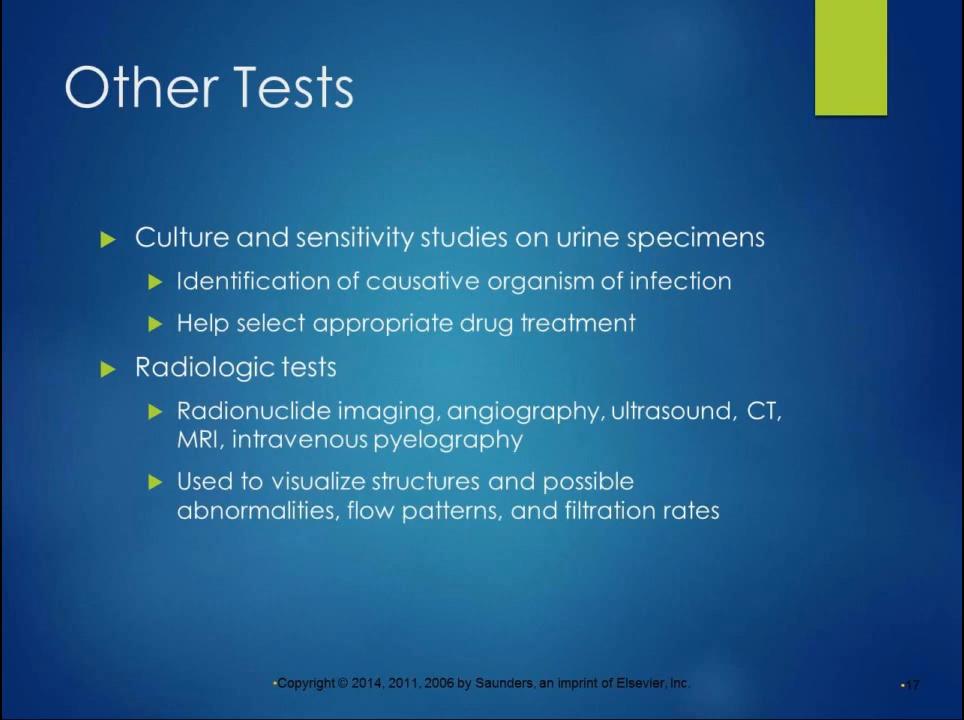 Other Tests
Culture and sensitivity studies on urine specimens
Identification of causative organism of infection
Help select appropriate drug treatment
Radiologic tests
Radionuclide imaging, angiography, ultrasound, CT,
MRI, intravenous pyelography
Used to visualize structures and possible
abnormalities, flow patterns, and filtration rates
•Copyright © 2014, 2011, 2006 by Saunders, an imprint of Elsevier, Inc.
•17